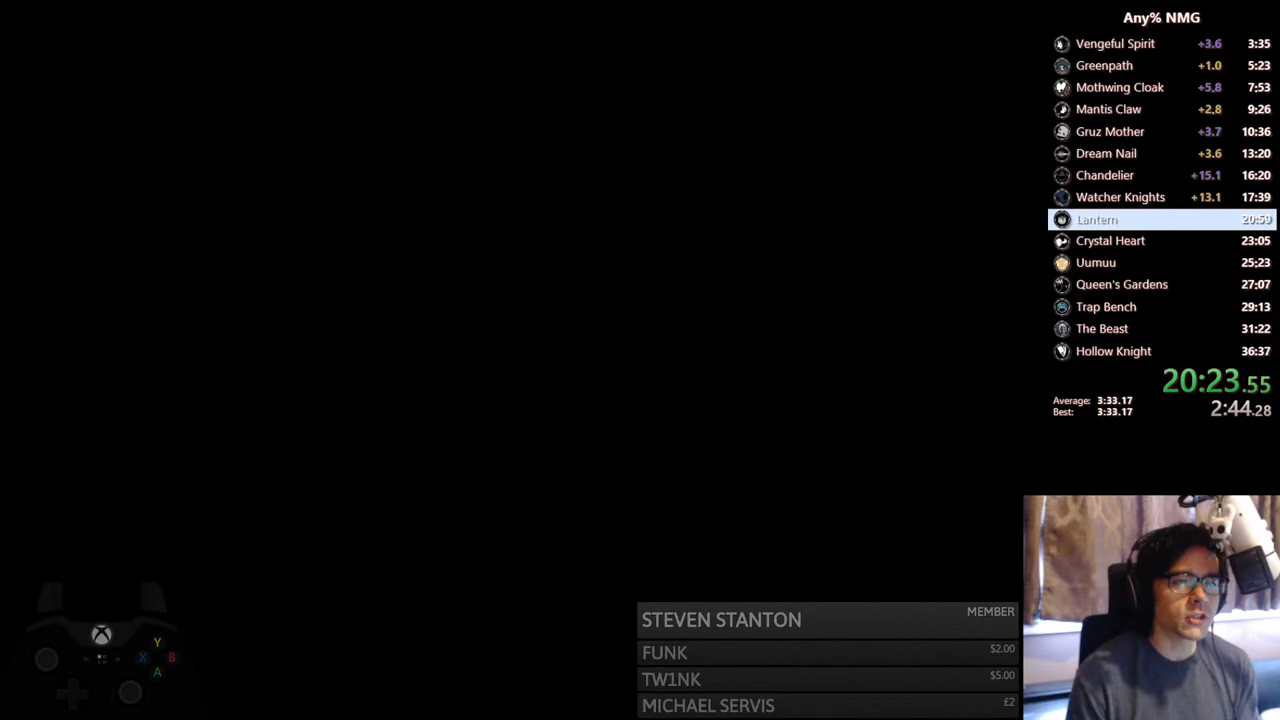 Any% NMG
Vengeful Spirit +3.6 3:35
Greenpath +1.0 5:23
Mothwing Cloak +5.8 7:53
Mantis Claw +2.8 9:26
Gruz Mother +3.7 10:36
Dream Nail +3.6 13:20
Chandelier +15.1 16:20
Watcher Knights +13.1 17:39
Lantern 20:59
Crystal Heart 23:05
Uumuu 25:23
Queen's Gardens 27:07
Trap Bench 29:13
The Beast 31:22
Hollow Knight 36:37
20:23.55
Average: 3:33.17
Best: 3:33.17
2:44.28
STEVEN STANTON MEMBER
FUNK $2.00
TW1NK $5.00
MICHAEL SERVIS £2
Y
X B
A